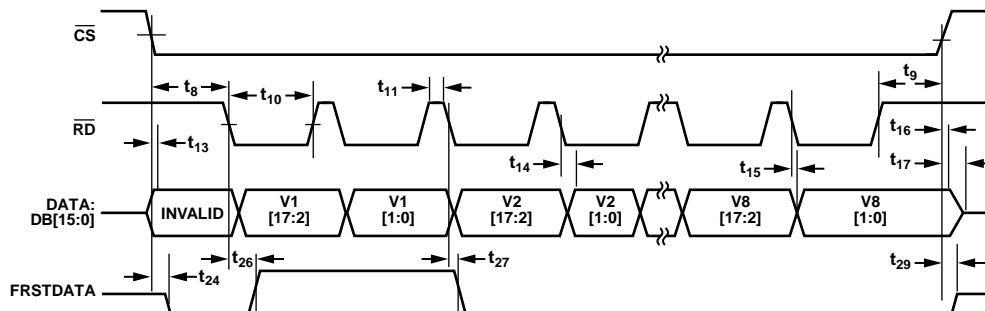 CS
t8
t10
t11
t9
RD
t13
t14
t15
t16
t17
DATA:
DB[15:0]
INVALID
V1
[17:2]
V1
[1:0]
V2
[17:2]
V2
[1:0]
V8
[17:2]
V8
[1:0]
t24
t26
t27
t29
FRSTDATA